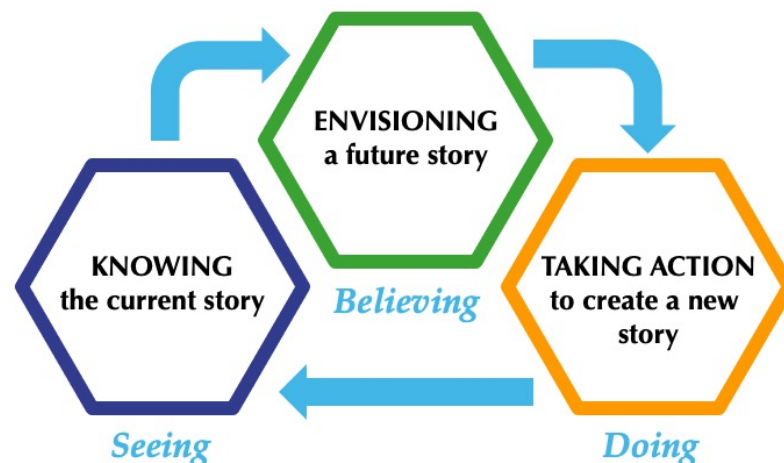 ENVISIONING
a future story
KNOWING
the current story
TAKING ACTION
to create a new
story
Believing
Seeing
Doing